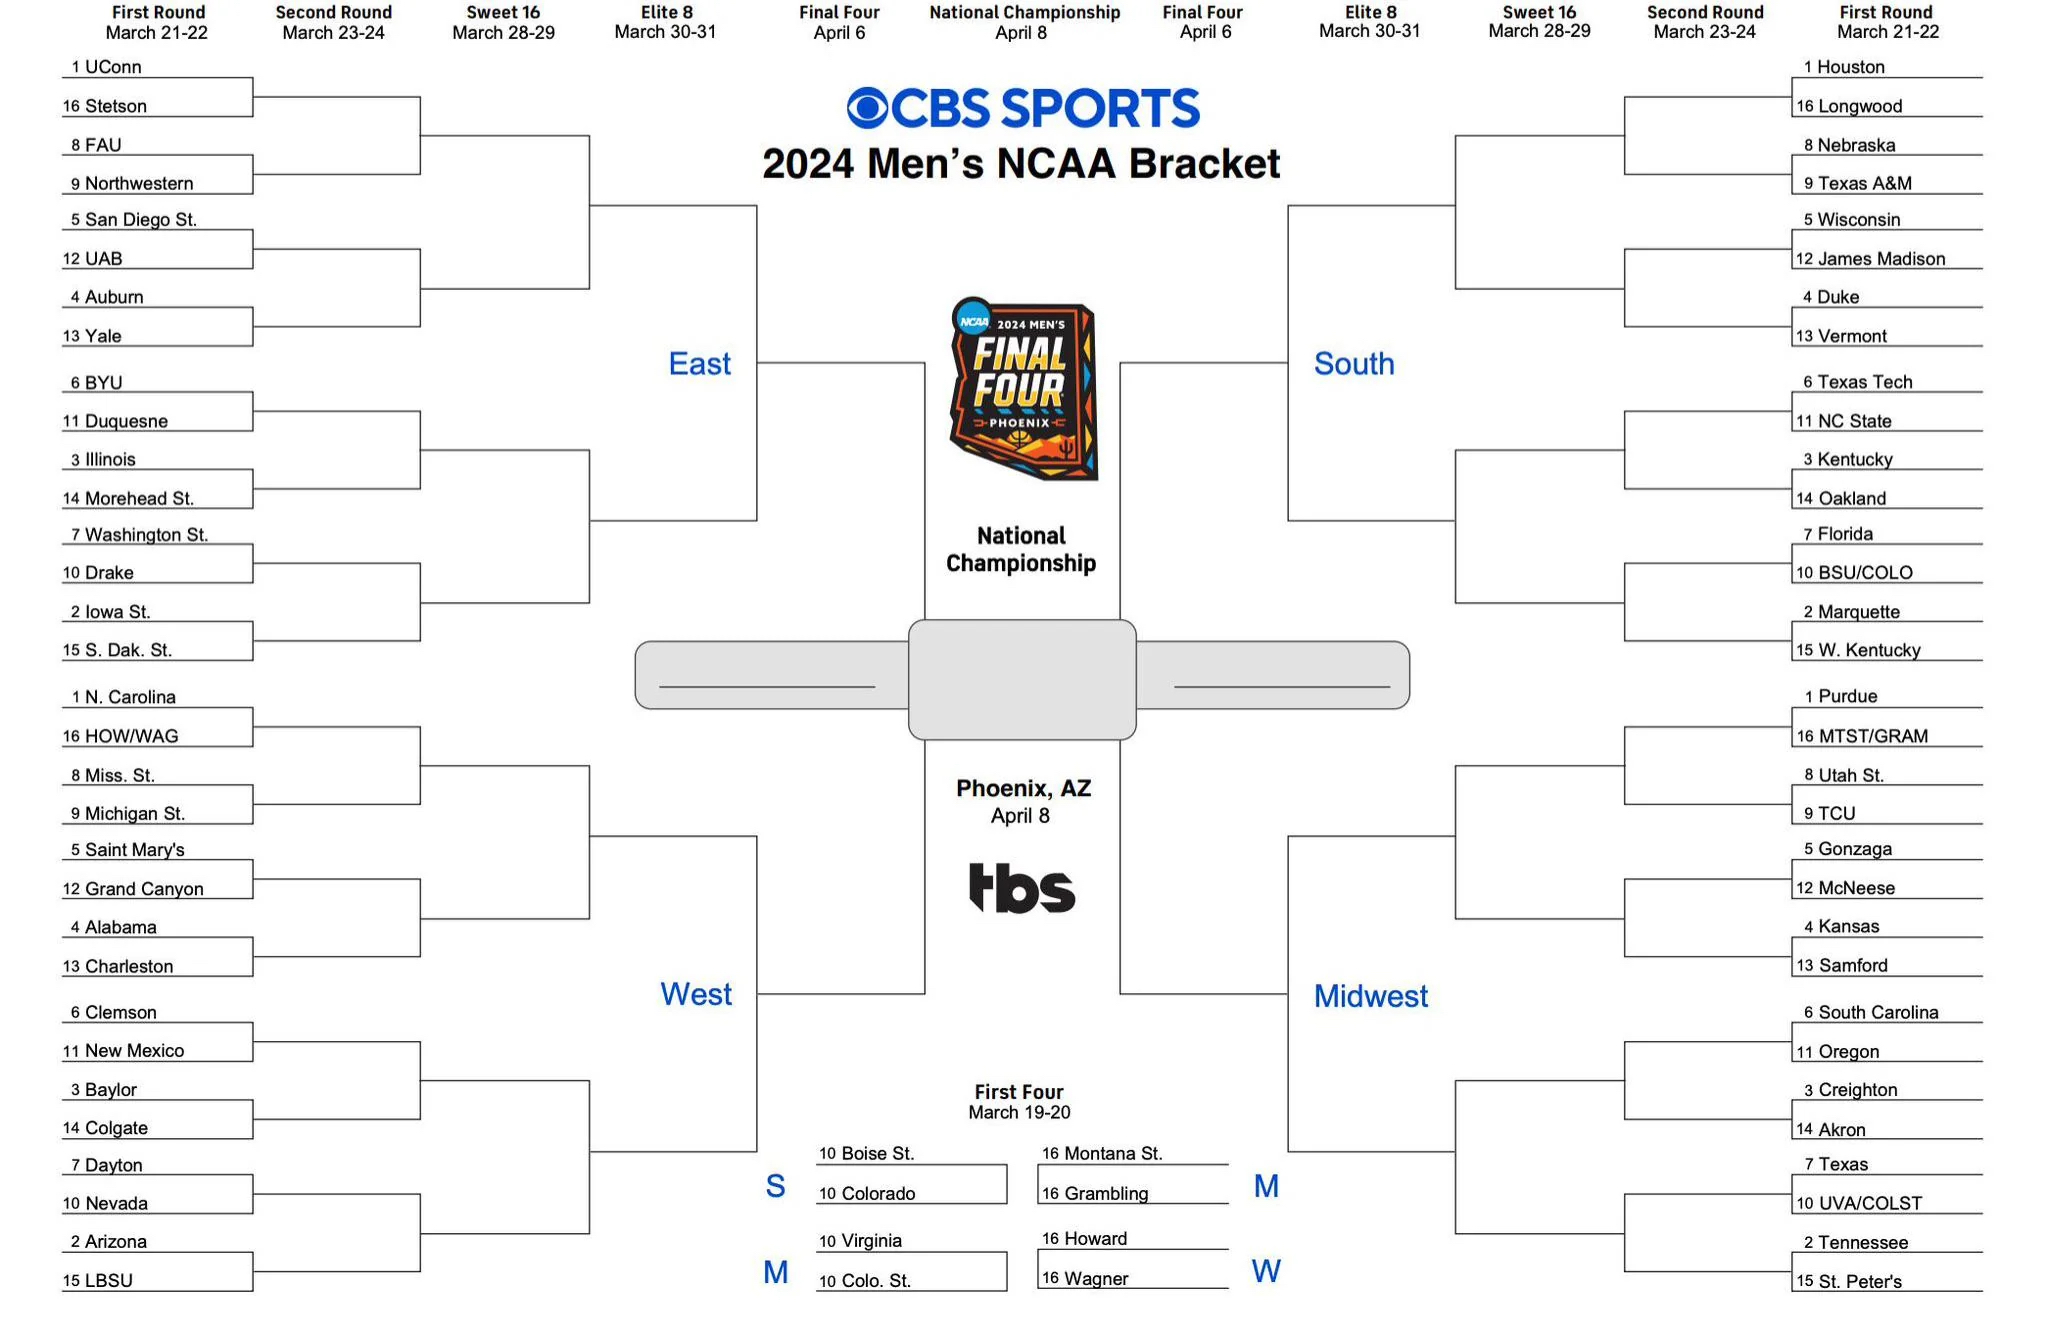 First Round
March 21-22
Second Round
March 23-24
Sweet 16
March 28-29
Elite 8
March 30-31
Final Four
April 6
National Championship
April 8
Final Four
April 6
Elite 8
March 30-31
Sweet 16
March 28-29
Second Round
March 23-24
First Round
March 21-22
CBS SPORTS
2024 Men's NCAA Bracket
1 UConn
16 Stetson
8 FAU
9 Northwestern
5 San Diego St.
12 UAB
4 Auburn
13 Yale
6 BYU
11 Duquesne
3 Illinois
14 Morehead St.
7 Washington St.
10 Drake
2 Iowa St.
15 S. Dak. St.
East
1 N. Carolina
16 HOW/WAG
8 Miss. St.
9 Michigan St.
5 Saint Mary's
12 Grand Canyon
4 Alabama
13 Charleston
6 Clemson
11 New Mexico
3 Baylor
14 Colgate
7 Dayton
10 Nevada
2 Arizona
15 LBSU
West
NCAA
2024 MEN'S
FINAL
FOUR
PHOENIX
National
Championship
Phoenix, AZ
April 8
tbs
1 Houston
16 Longwood
8 Nebraska
9 Texas A&M
5 Wisconsin
12 James Madison
4 Duke
13 Vermont
6 Texas Tech
11 NC State
3 Kentucky
14 Oakland
7 Florida
10 BSU/COLO
2 Marquette
15 W. Kentucky
South
1 Purdue
16 MTST/GRAM
8 Utah St.
9 TCU
5 Gonzaga
12 McNeese
4 Kansas
13 Samford
6 South Carolina
11 Oregon
3 Creighton
14 Akron
7 Texas
10 UVA/COLST
2 Tennessee
15 St. Peter's
Midwest
First Four
March 19-20
S
10 Boise St.
10 Colorado
16 Montana St.
16 Grambling
M
M
10 Virginia
10 Colo. St.
16 Howard
16 Wagner
W